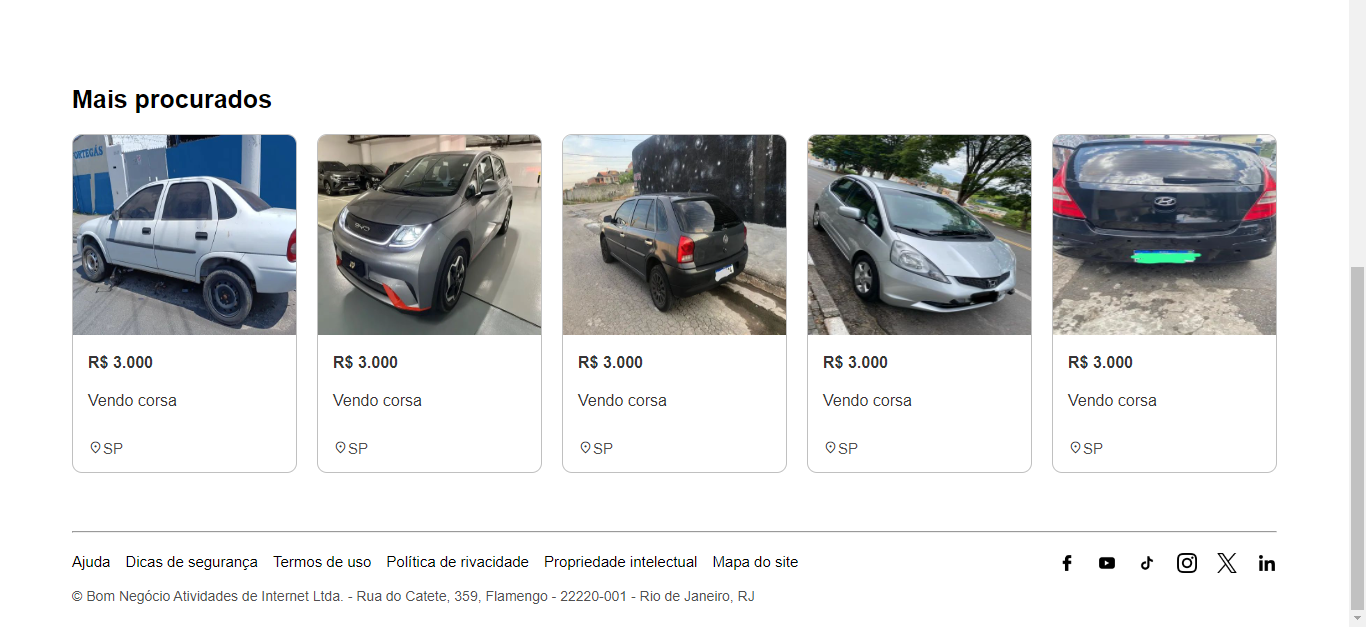 Mais procurados
ORTEGÁS
BYD
R$ 3.000
R$ 3.000
R$ 3.000
R$ 3.000
R$ 3.000
Vendo corsa
Vendo corsa
Vendo corsa
Vendo corsa
Vendo corsa
SP
SP
SP
SP
SP
Ajuda Dicas de segurança Termos de uso Política de rivacidade Propriedade intelectual Mapa do site
© Bom Negócio Atividades de Internet Ltda. - Rua do Catete, 359, Flamengo - 22220-001 - Rio de Janeiro, RJ